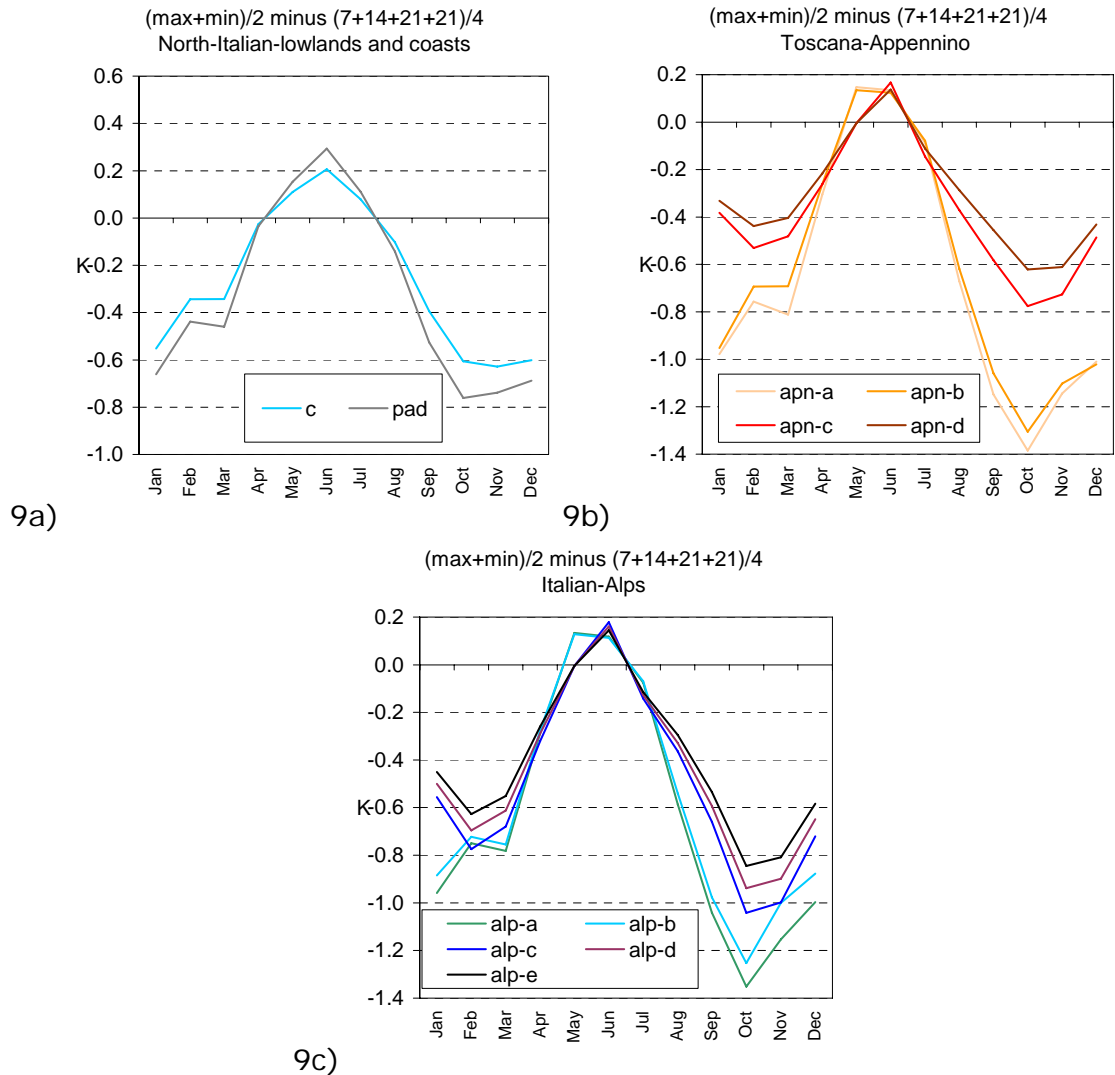 (max+min)/2 minus (7+14+21+21)/4
North-Italian-lowlands and coasts
0.6
0.4
0.2
0.0
-0.2
-0.4
-0.6
-0.8
-1.0
K
c
pad
Jan
Feb
Mar
Apr
May
Jun
Jul
Aug
Sep
Oct
Nov
Dec
9a)
(max+min)/2 minus (7+14+21+21)/4
Toscana-Appennino
0.2
0.0
-0.2
-0.4
-0.6
-0.8
-1.0
-1.2
-1.4
K
apn-a
apn-b
apn-c
apn-d
Jan
Feb
Mar
Apr
May
Jun
Jul
Aug
Sep
Oct
Nov
Dec
9b)
(max+min)/2 minus (7+14+21+21)/4
Italian-Alps
0.2
0.0
-0.2
-0.4
-0.6
-0.8
-1.0
-1.2
-1.4
K
alp-a
alp-b
alp-c
alp-d
alp-e
Jan
Feb
Mar
Apr
May
Jun
Jul
Aug
Sep
Oct
Nov
Dec
9c)